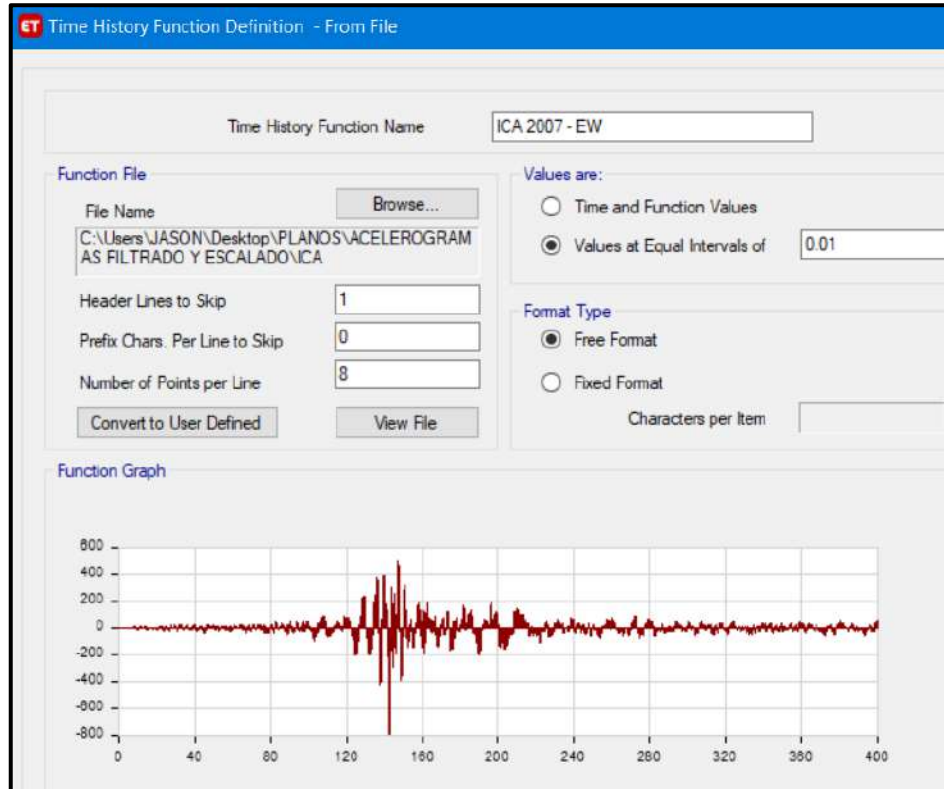 ET Time History Function Definition - From File
Time History Function Name ICA 2007 - EW
Function File
File Name Browse...
C:\Users\JASON\Desktop\PLANOS\ACELEROGRAM
AS FILTRADO Y ESCALADO\ICA
Header Lines to Skip 1
Prefix Chars. Per Line to Skip 0
Number of Points per Line 8
Convert to User Defined View File
Values are:
Time and Function Values
Values at Equal Intervals of 0.01
Format Type
Free Format
Fixed Format
Characters per Item
Function Graph
600
400
200
0
-200
-400
-600
-800
0 40 80 120 160 200 240 280 320 360 400